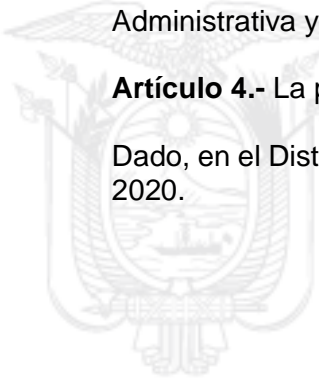 Administrativa y
Artículo 4.- La
Dado, en el Dist
2020.